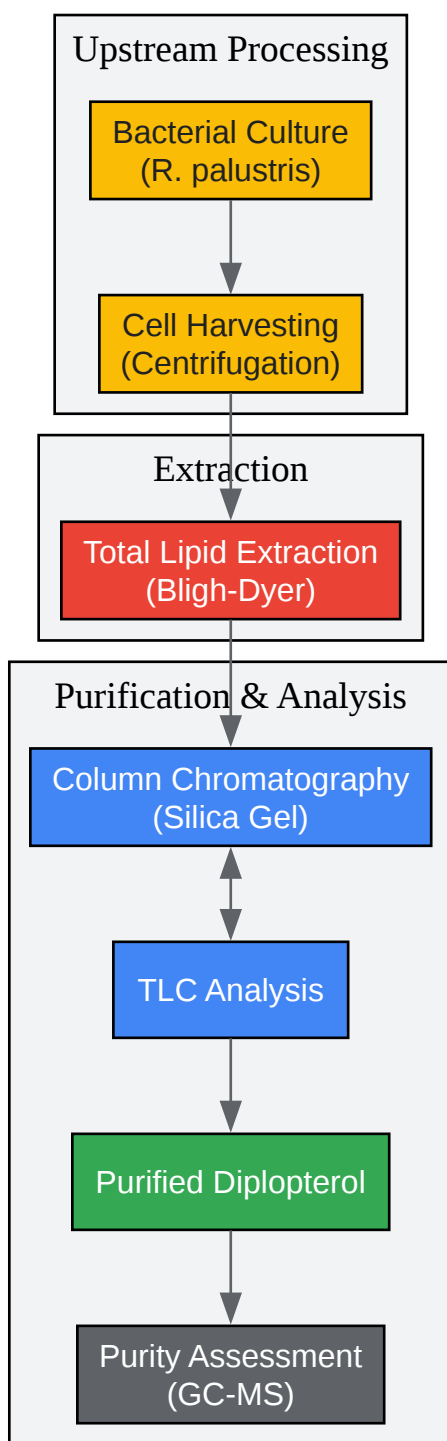 Upstream Processing
Bacterial Culture
(R. palustris)
Cell Harvesting
(Centrifugation)
Extraction
Total Lipid Extraction
(Bligh-Dyer)
Purification & Analysis
Column Chromatography
(Silica Gel)
TLC Analysis
Purified Diplopterol
Purity Assessment
(GC-MS)